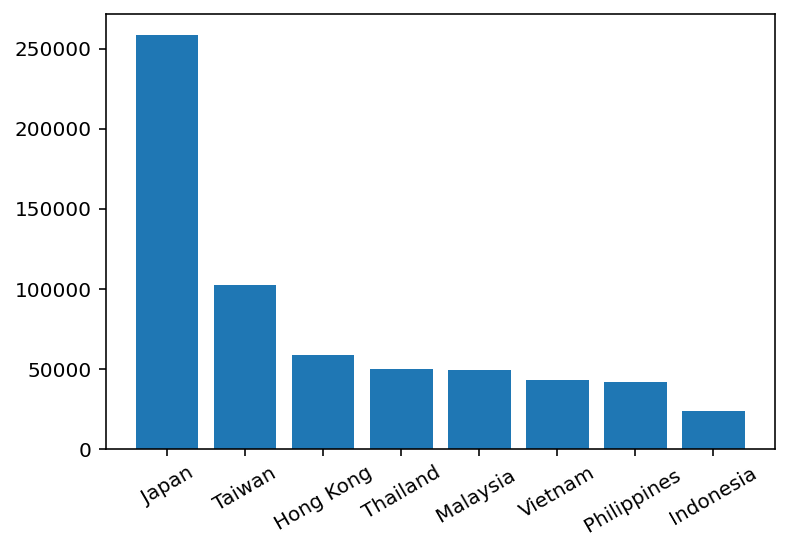 250000
200000
150000
100000
50000
0
Japan
Taiwan
Hong Kong
Thailand
Malaysia
Vietnam
Philippines
Indonesia